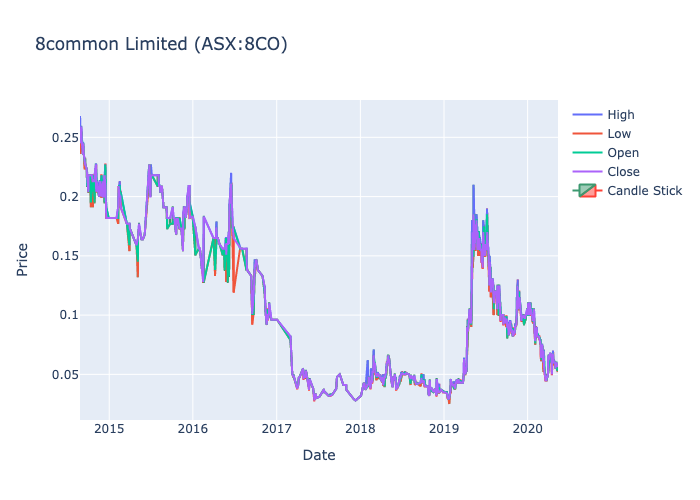 8common Limited (ASX:8CO)
High
Low
Open
Close
Candle Stick
Price
0.25
0.2
0.15
0.1
0.05
2015 2016 2017 2018 2019 2020
Date